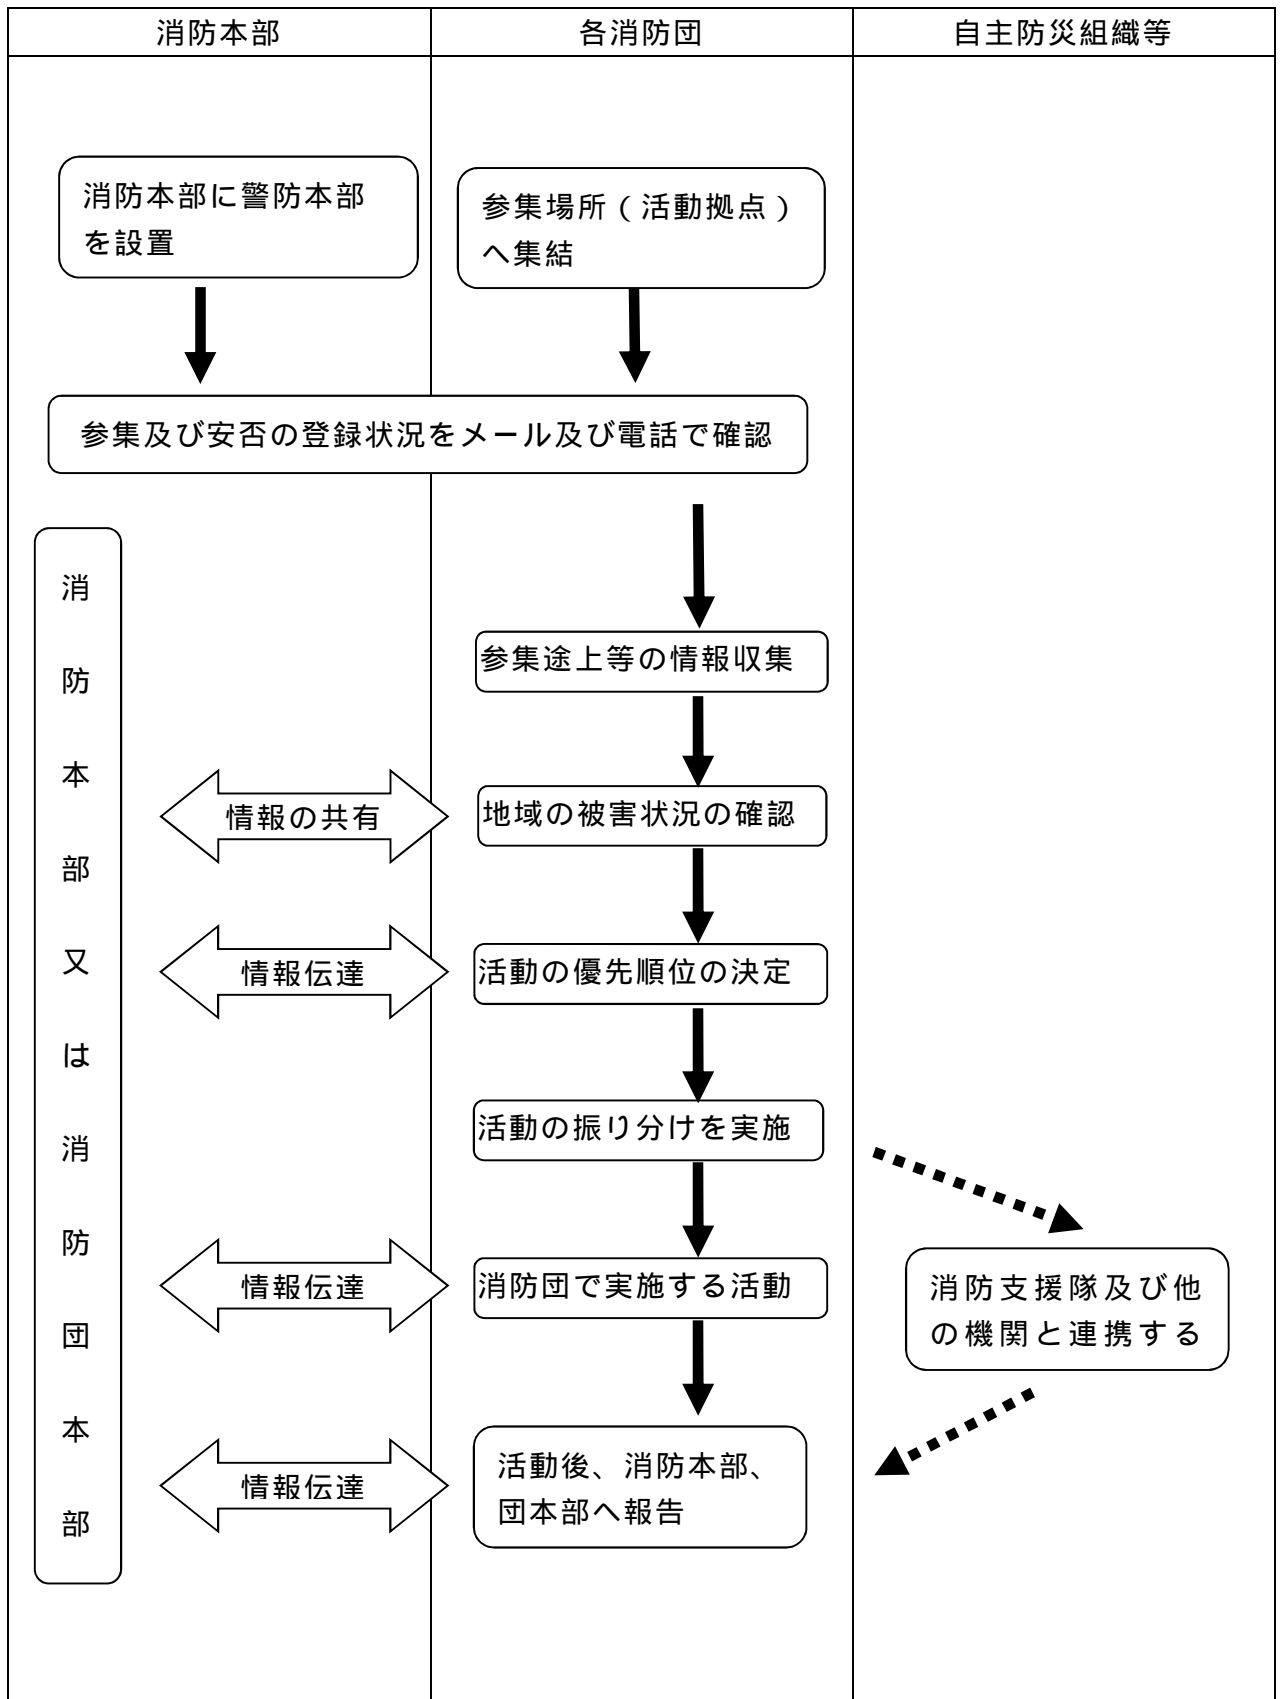 消防本部
各消防団
自主防災組織等
消防本部に警防本部
を設置
参集場所（活動拠点）
へ集結
参集及び安否の登録状況をメール及び電話で確認
消防本部又は消防団本部
参集途上等の情報収集
情報の共有
地域の被害状況の確認
情報伝達
活動の優先順位の決定
活動の振り分けを実施
情報伝達
消防団で実施する活動
消防支援隊及び他
の機関と連携する
情報伝達
活動後、消防本部、
団本部へ報告